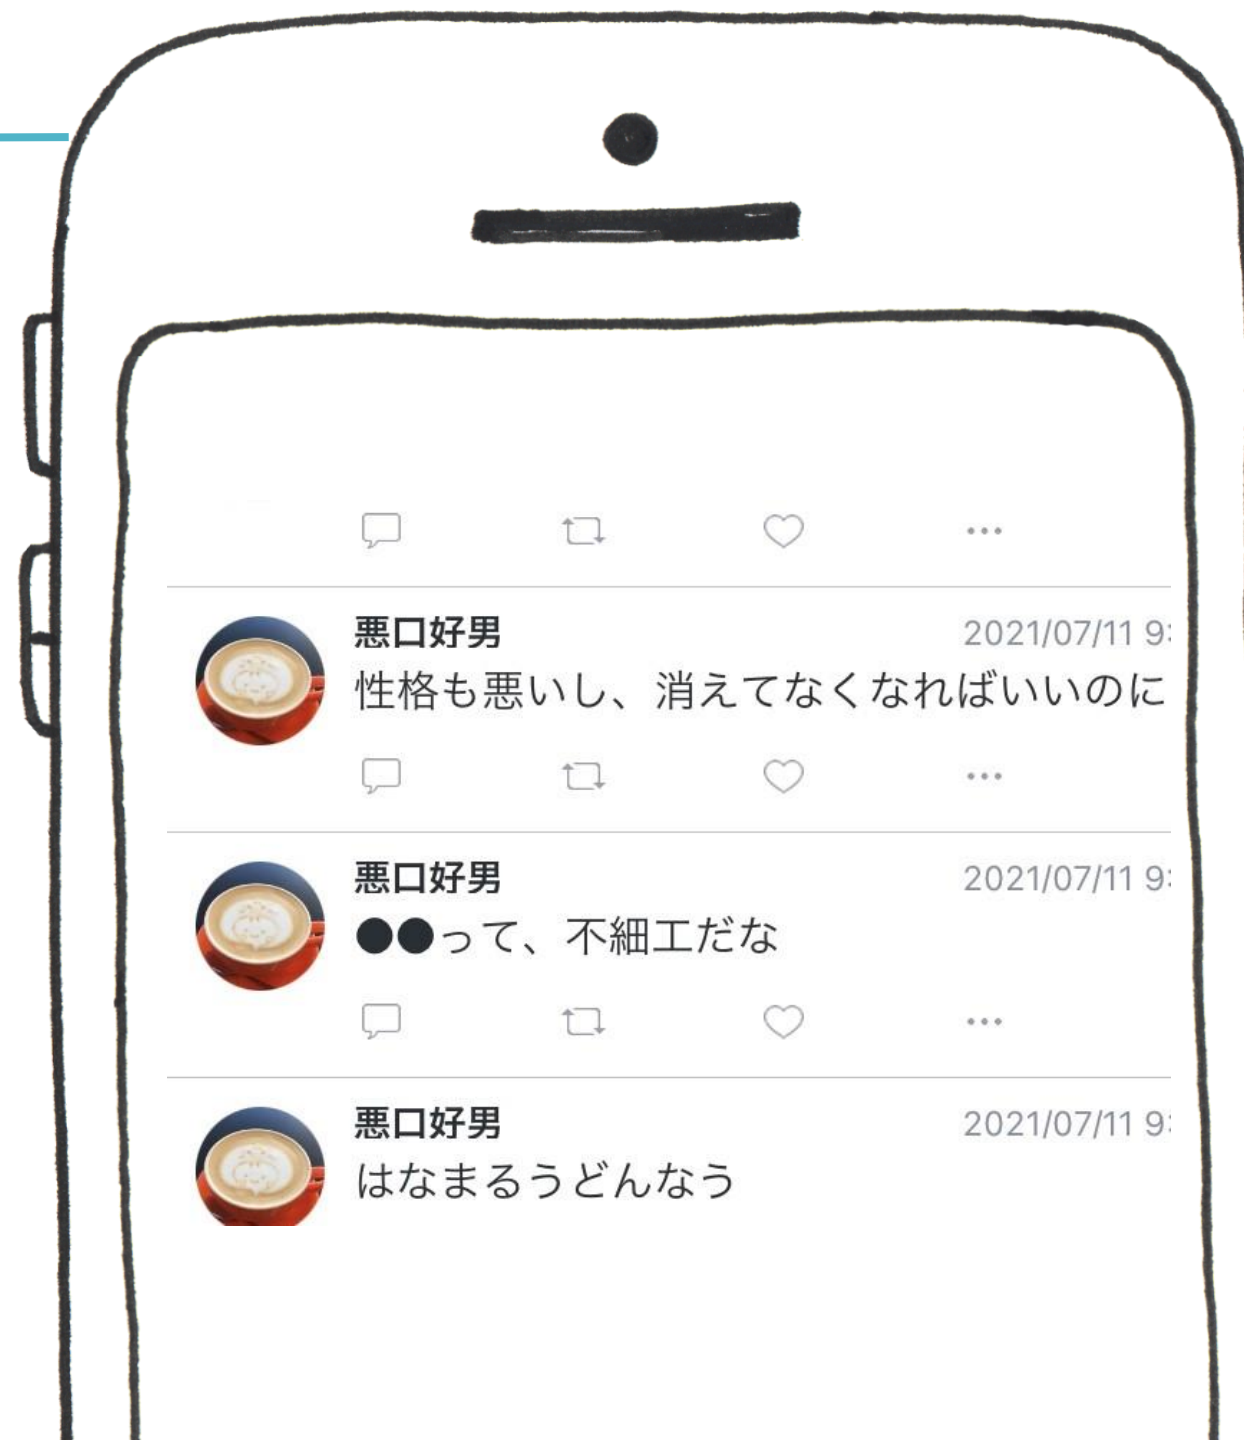 悪口好男
2021/07/11 9:
性格も悪いし、消えてなくなればいいのに
悪口好男
2021/07/11 9:
●●って、不細工だな
悪口好男
2021/07/11 9:
はなまるうどんなう